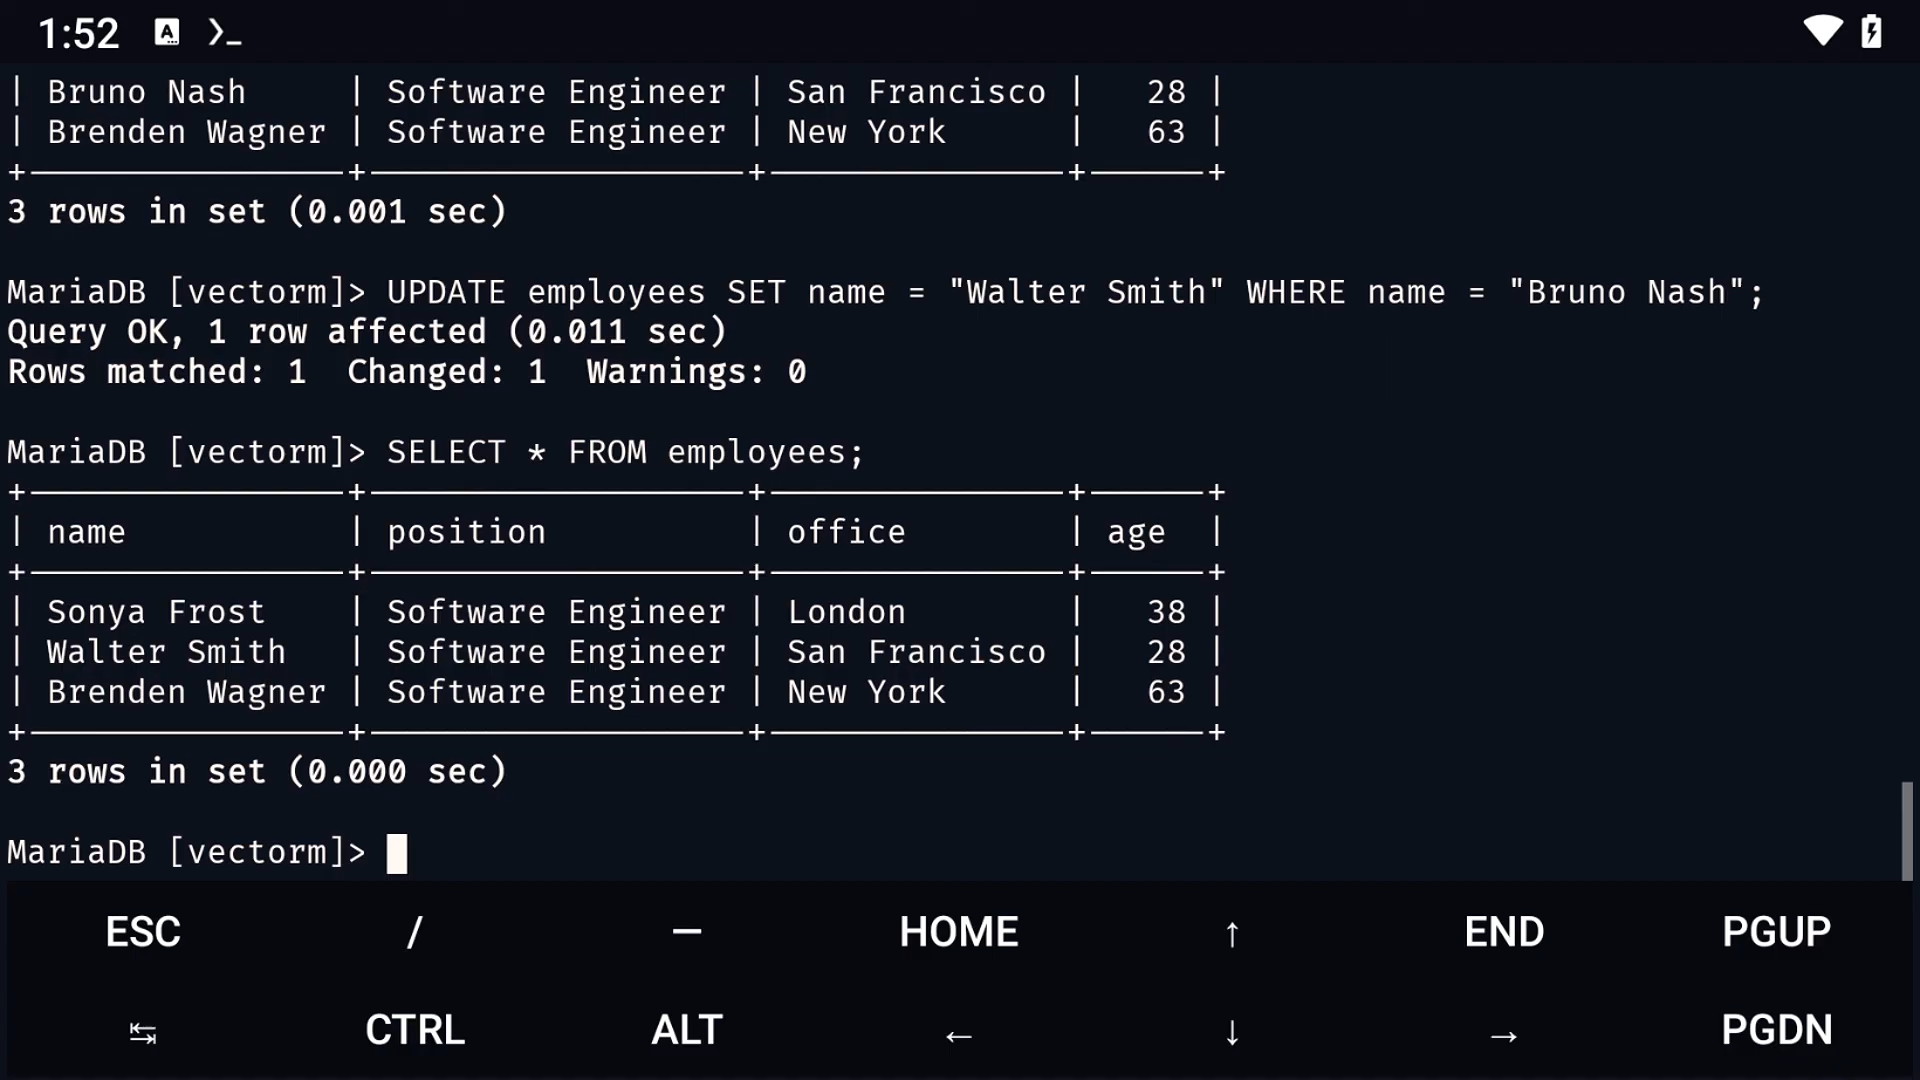 1:52 A >_
| Bruno Nash | Software Engineer | San Francisco | 28 |
| Brenden Wagner | Software Engineer | New York | 63 |
+----------------+-------------------+---------------+------+
3 rows in set (0.001 sec)
MariaDB [vectorm]> UPDATE employees SET name = "Walter Smith" WHERE name = "Bruno Nash";
Query OK, 1 row affected (0.011 sec)
Rows matched: 1 Changed: 1 Warnings: 0
MariaDB [vectorm]> SELECT * FROM employees;
+----------------+-------------------+---------------+------+
| name | position | office | age |
+----------------+-------------------+---------------+------+
| Sonya Frost | Software Engineer | London | 38 |
| Walter Smith | Software Engineer | San Francisco | 28 |
| Brenden Wagner | Software Engineer | New York | 63 |
+----------------+-------------------+---------------+------+
3 rows in set (0.000 sec)
MariaDB [vectorm]>
ESC / — HOME ↑ END PGUP
↹ CTRL ALT ← ↓ → PGDN